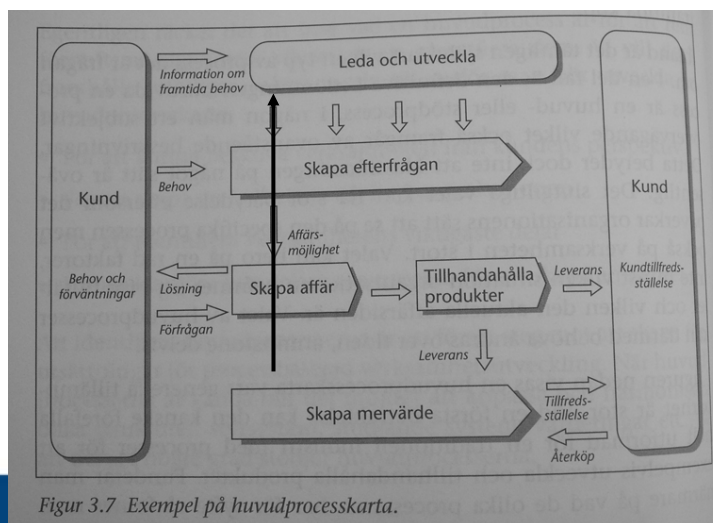 Information om
framtida behov
Leda och utveckla
Kund
Behov
Skapa efterfrågan
Kund
Affärs-
möjlighet
Behov och
förväntningar
Lösning
Skapa affär
Tillhandahålla
produkter
Leverans
Kundtillfreds-
ställelse
Förfrågan
Leverans
Skapa mervärde
Tillfreds-
ställelse
Återköp
Figur 3.7 Exempel på huvudprocesskarta.